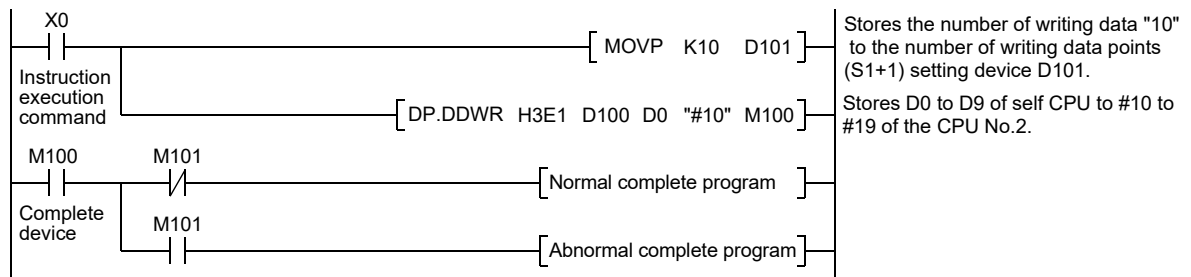 X0
MOVP K10 D101
Stores the number of writing data "10"
to the number of writing data points
(S1+1) setting device D101.
Instruction
execution
command
DP.DDWR H3E1 D100 D0 "#10" M100
Stores D0 to D9 of self CPU to #10 to
#19 of the CPU No.2.
M100 M101
Normal complete program
Complete
device
M101
Abnormal complete program